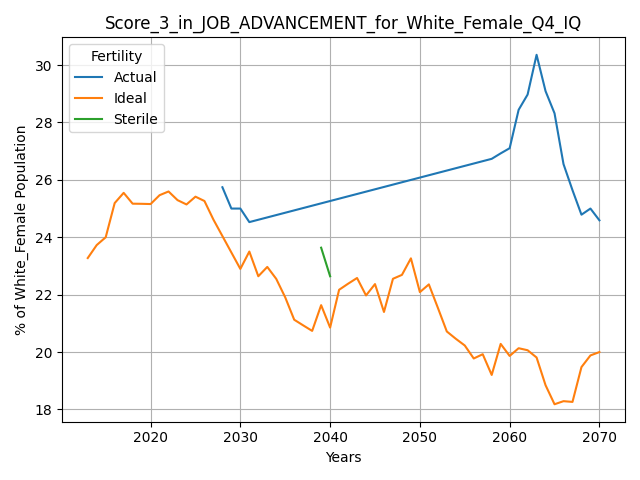 Score_3_in_JOB_ADVANCEMENT_for_White_Female_Q4_IQ
Fertility
Actual
Ideal
Sterile
% of White_Female Population
30
28
26
24
22
20
18
2020
2030
2040
2050
2060
2070
Years